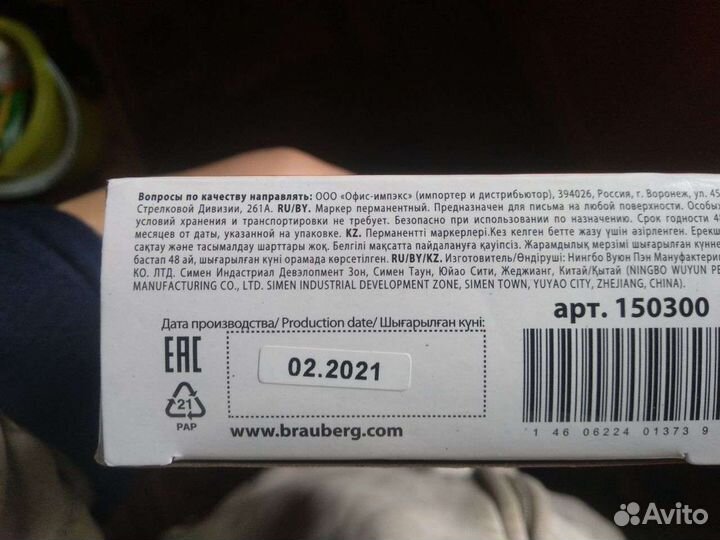 Вопросы по качеству направлять: ООО «Офис-импэкс» (импортер и дистрибьютор), 394026, Россия, г. Воронеж, ул. 45
Стрелковой Дивизии, 261А. RU/BY. Маркер перманентный. Предназначен для письма на любой поверхности. Особых
условий хранения и транспортировки не требует. Безопасно при использовании по назначению. Срок годности 4
месяцев от даты, указанной на упаковке. KZ. Перманентті маркерлері.Кез келген бетте жазу үшін әзірленген. Ерекш
сақтау және тасымалдау шарттары жоқ. Белгілі мақсатта пайдалануға қауіпсіз. Жарамдылық мерзімі шығарылған күннен
бастап 48 ай, шығарылған күні орамада көрсетілген. RU/BY/KZ. Изготовитель/Өндіруші: Нингбо Вуюн Пэн Мануфактерин
КО. ЛТД. Симен Индастриал Девэлопмент Зон, Симен Таун, Юйао Сити, Жеджианг, Китай/Қытай (NINGBO WUYUN PE
MANUFACTURING CO., LTD. SIMEN INDUSTRIAL DEVELOPMENT ZONE, SIMEN TOWN, YUYAO CITY, ZHEJIANG, CHINA).
арт. 150300
Дата производства/ Production date/ Шығарылған күні:
EAC
02.2021
21
PAP
www.brauberg.com
1 46 06224 01373 9
Avito